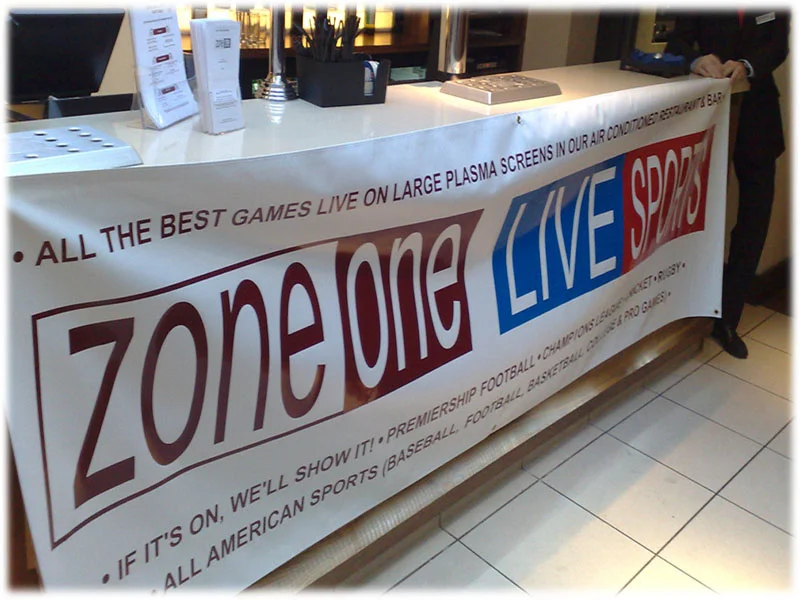 • ALL THE BEST GAMES LIVE ON LARGE PLASMA SCREENS IN OUR AIR CONDITIONED RESTAURANT & BAR
zone one LIVE SPORTS
• IF IT'S ON, WE'LL SHOW IT! • PREMIERSHIP FOOTBALL • CHAMPIONS LEAGUE • CRICKET • RUGBY •
• ALL AMERICAN SPORTS (BASEBALL, FOOTBALL, BASKETBALL, COLLEGE & PRO GAMES) •